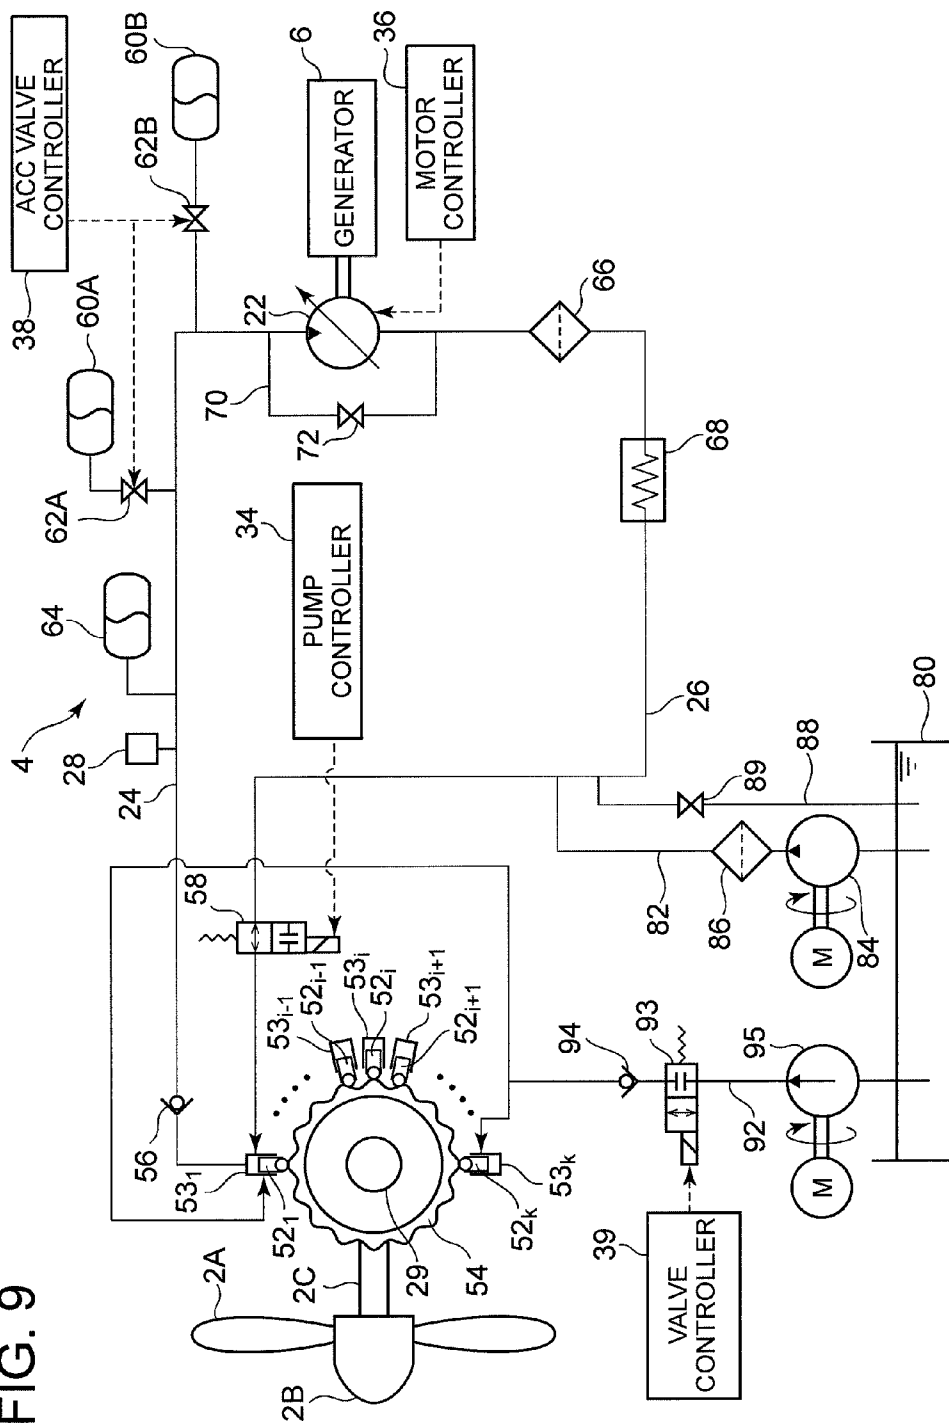 FIG. 9
ACC VALVE
CONTROLLER
38
60B
62B
60A
62A
6
GENERATOR
36
MOTOR
CONTROLLER
22
70
72
66
68
64
4
28
24
34
PUMP
CONTROLLER
26
80
88
89
82
86
84
M
58
53i-1
52i-1
53i
52i
53i+1
52i+1
56
53₁
52₁
52k
53k
94
93
95
92
M
39
VALVE
CONTROLLER
2A
2C
2B
29
54